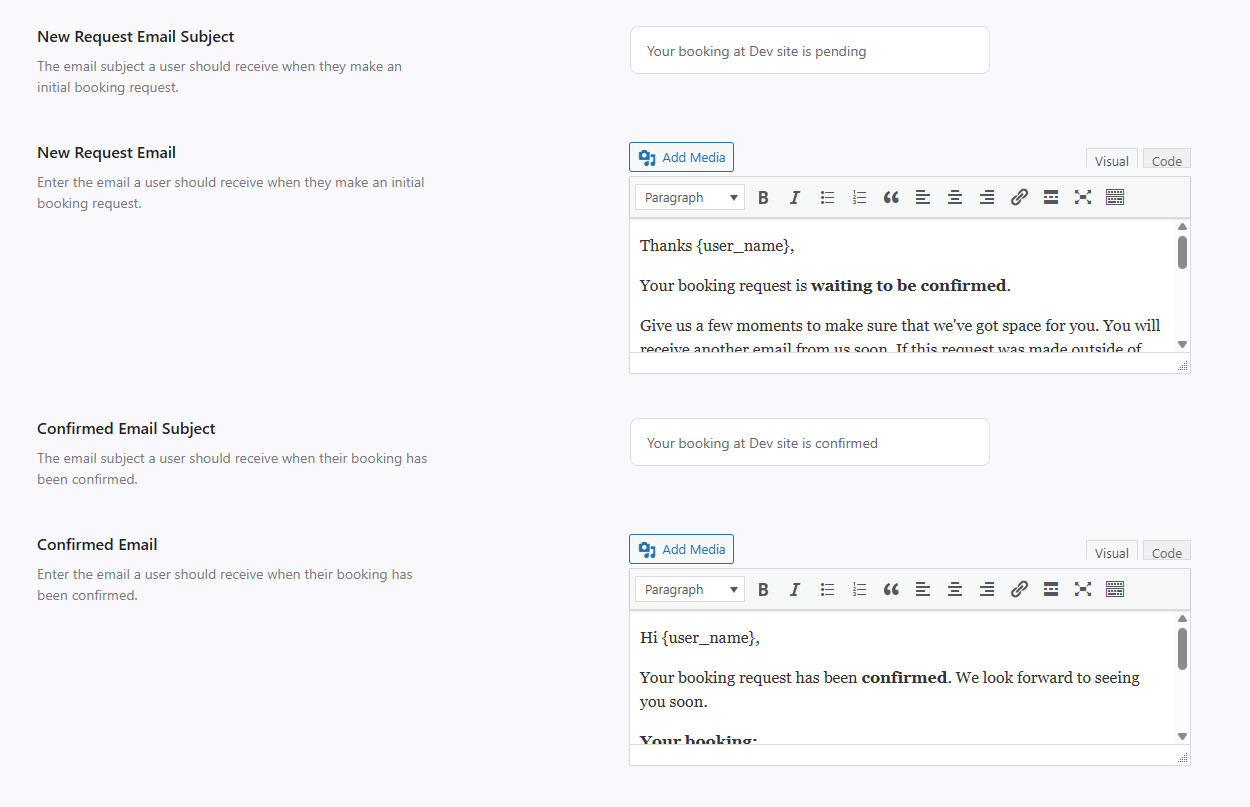 New Request Email Subject
The email subject a user should receive when they make an
initial booking request.
Your booking at Dev site is pending
New Request Email
Enter the email a user should receive when they make an initial
booking request.
Add Media
Visual
Code
Paragraph
Thanks {user_name},
Your booking request is waiting to be confirmed.
Give us a few moments to make sure that we've got space for you. You will
receive another email from us soon. If this request was made outside of
Confirmed Email Subject
The email subject a user should receive when their booking has
been confirmed.
Your booking at Dev site is confirmed
Confirmed Email
Enter the email a user should receive when their booking has
been confirmed.
Add Media
Visual
Code
Paragraph
Hi {user_name},
Your booking request has been confirmed. We look forward to seeing
you soon.
Your booking: